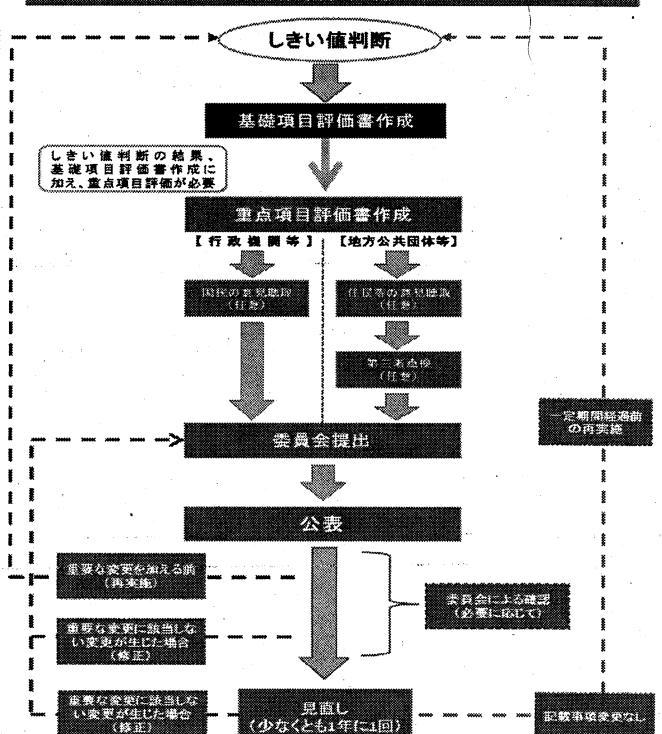 しきい値判断
基礎項目評価書作成
しきい値判断の結果、
基礎項目評価書作成に
加え、重点項目評価が必要
重点項目評価書作成
【行政機関等】
【地方公共団体等】
国民の意見聴取
(任意)
住民等の意見聴取
(任意)
第三者点検
(任意)
一定期間経過前
の再実施
委員会提出
公表
重要な変更を加える前
(再実施)
委員会による確認
(必要に応じて)
重要な変更に該当しな
い変更が生じた場合
(修正)
重要な変更に該当しな
い変更が生じた場合
(修正)
見直し
(少なくとも1年に1回)
記載事項変更なし